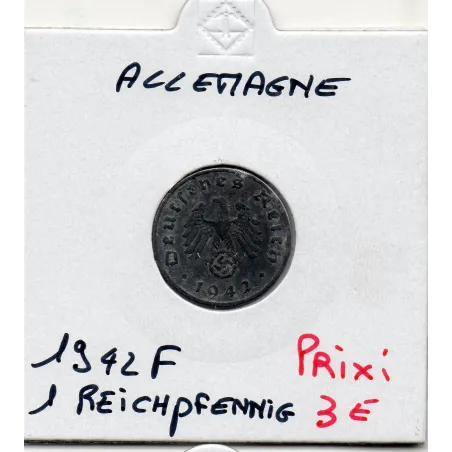 ALLEMAGNE
Deutsches Reich
1942
1942 F
1 REICHPFENNIG
PRIX:
3€